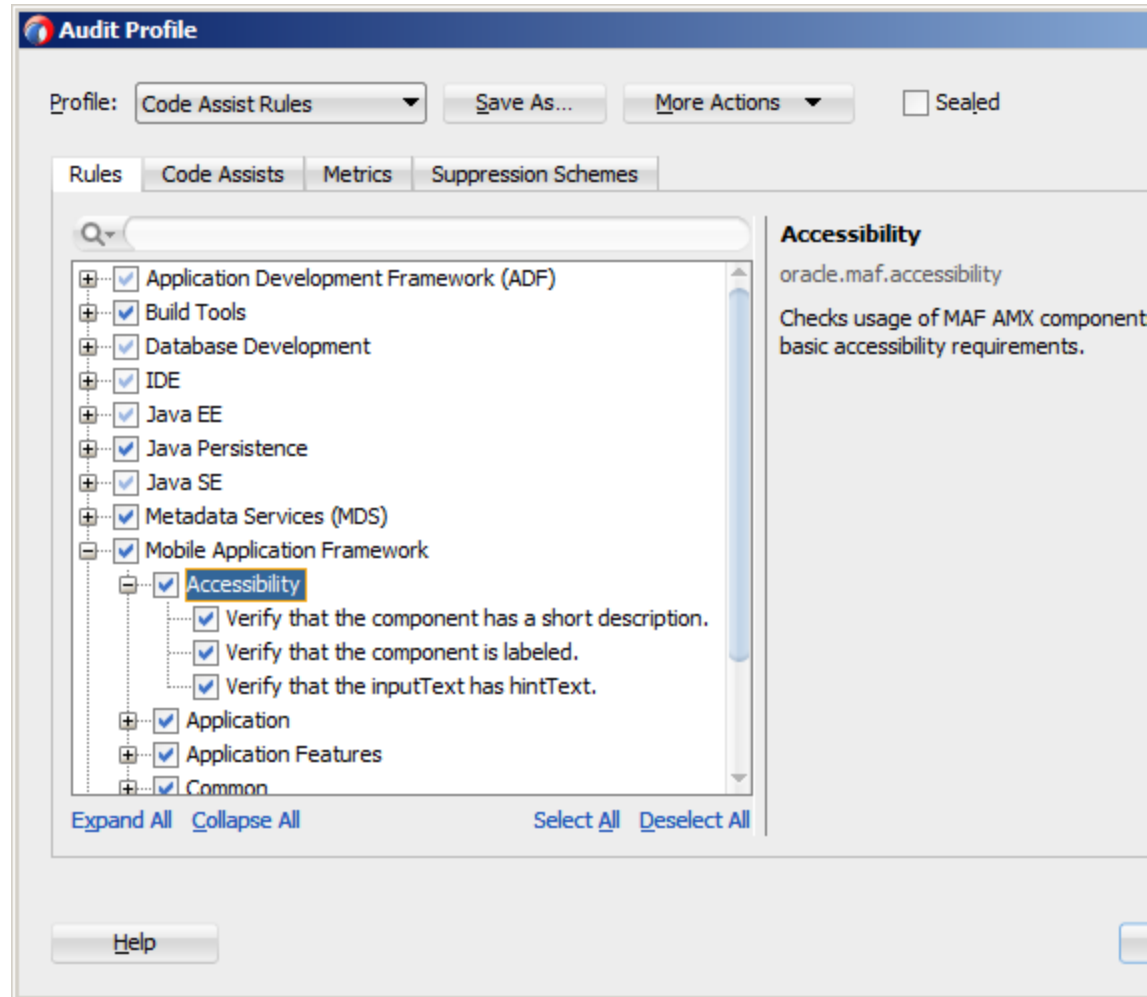 Audit Profile
Profile: Code Assist Rules Save As... More Actions Sealed
Rules Code Assists Metrics Suppression Schemes
Application Development Framework (ADF)
Build Tools
Database Development
IDE
Java EE
Java Persistence
Java SE
Metadata Services (MDS)
Mobile Application Framework
Accessibility
Verify that the component has a short description.
Verify that the component is labeled.
Verify that the inputText has hintText.
Application
Application Features
Common
Expand All Collapse All Select All Deselect All
Accessibility
oracle.maf.accessibility
Checks usage of MAF AMX component
basic accessibility requirements.
Help